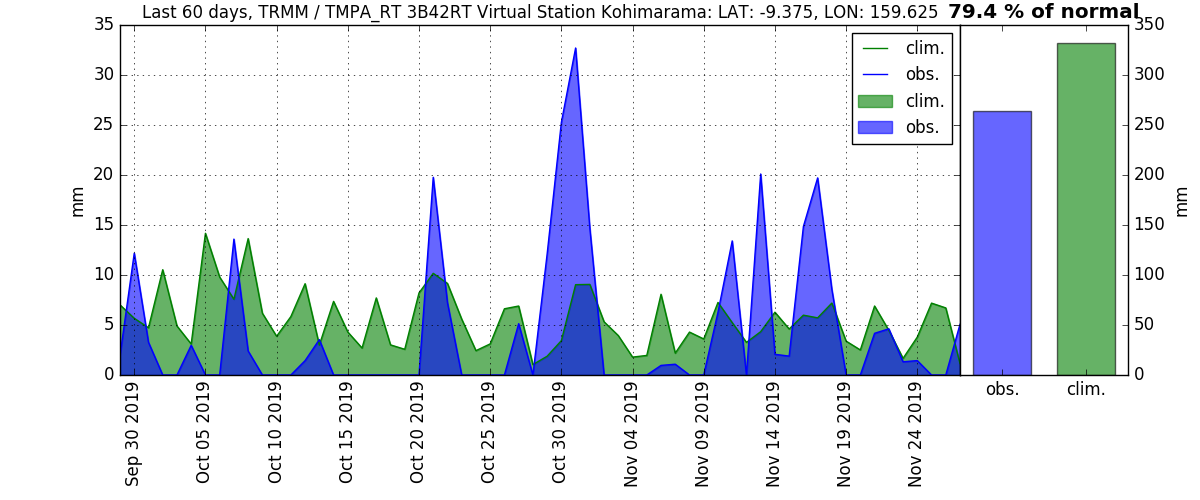 Last 60 days, TRMM / TMPA_RT 3B42RT Virtual Station Kohimarama: LAT: -9.375, LON: 159.625 79.4 % of normal
35
30
25
20
15
10
5
0
mm
clim.
obs.
clim.
obs.
350
300
250
200
150
100
50
0
mm
Sep 30 2019
Oct 05 2019
Oct 10 2019
Oct 15 2019
Oct 20 2019
Oct 25 2019
Oct 30 2019
Nov 04 2019
Nov 09 2019
Nov 14 2019
Nov 19 2019
Nov 24 2019
obs.
clim.